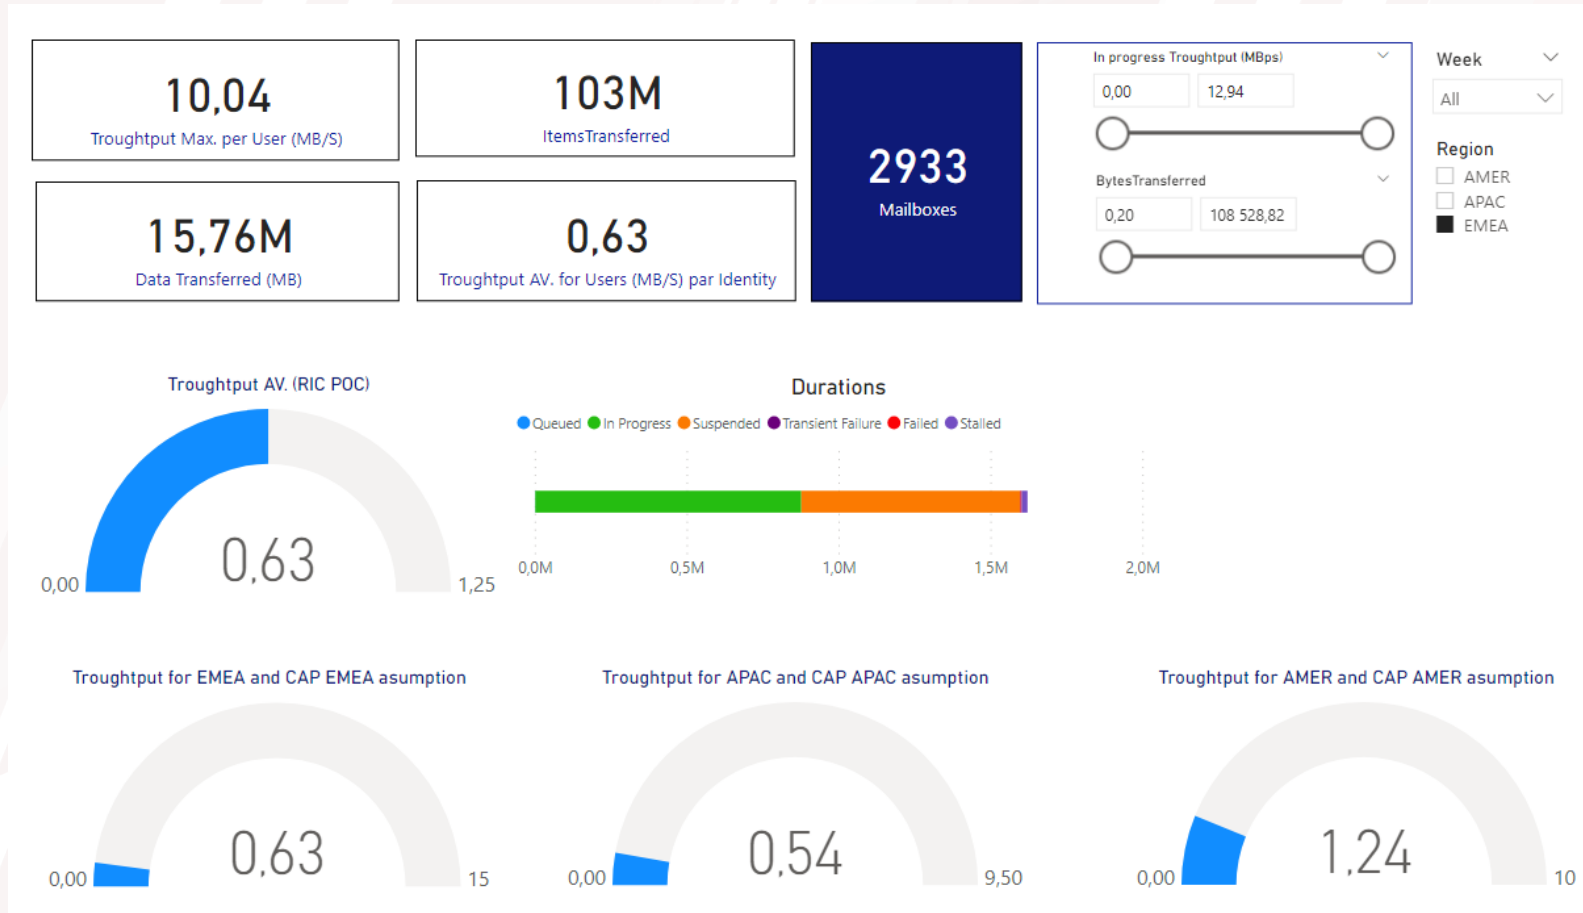 10,04
Troughtput Max. per User (MB/S)
103M
ItemsTransferred
15,76M
Data Transferred (MB)
0,63
Troughtput AV. for Users (MB/S) par Identity
2933
Mailboxes
In progress Troughtput (MBps)
0,00 12,94
BytesTransferred
0,20 108 528,82
Week
All
Region
AMER
APAC
EMEA
Troughtput AV. (RIC POC)
0,63
0,00 1,25
Durations
Queued In Progress Suspended Transient Failure Failed Stalled
0,0M 0,5M 1,0M 1,5M 2,0M
Troughtput for EMEA and CAP EMEA asumption
0,63
0,00 15
Troughtput for APAC and CAP APAC asumption
0,54
0,00 9,50
Troughtput for AMER and CAP AMER asumption
1,24
0,00 10